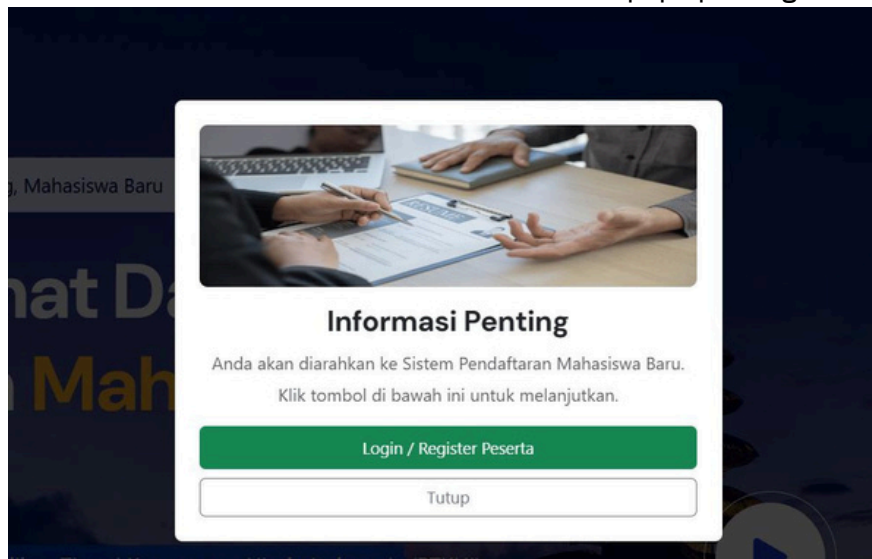 Mahasiswa Baru
RESUME
Informasi Penting
Anda akan diarahkan ke Sistem Pendaftaran Mahasiswa Baru.
Klik tombol di bawah ini untuk melanjutkan.
Login / Register Peserta
Tutup